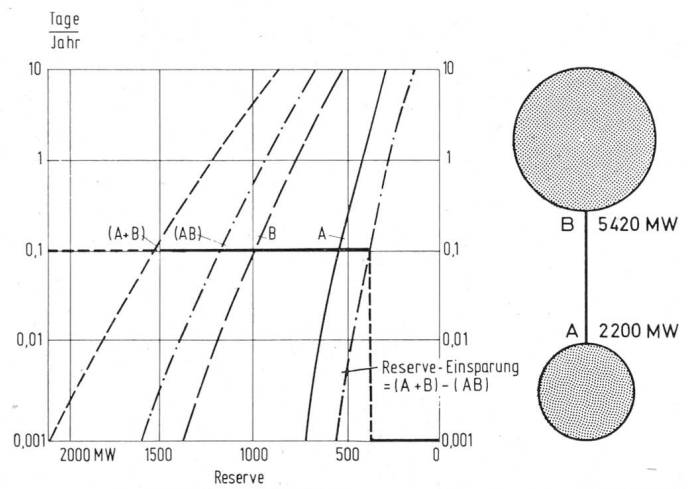 Tage
Jahr
10
1
0,1
0,01
0,001
10
1
0,1
0,01
0,001
(A+B)
(AB)
B
A
Reserve-Einsparung
=(A+B)-(AB)
2000 MW
1500
1000
500
0
Reserve
B 5420 MW
A 2200 MW